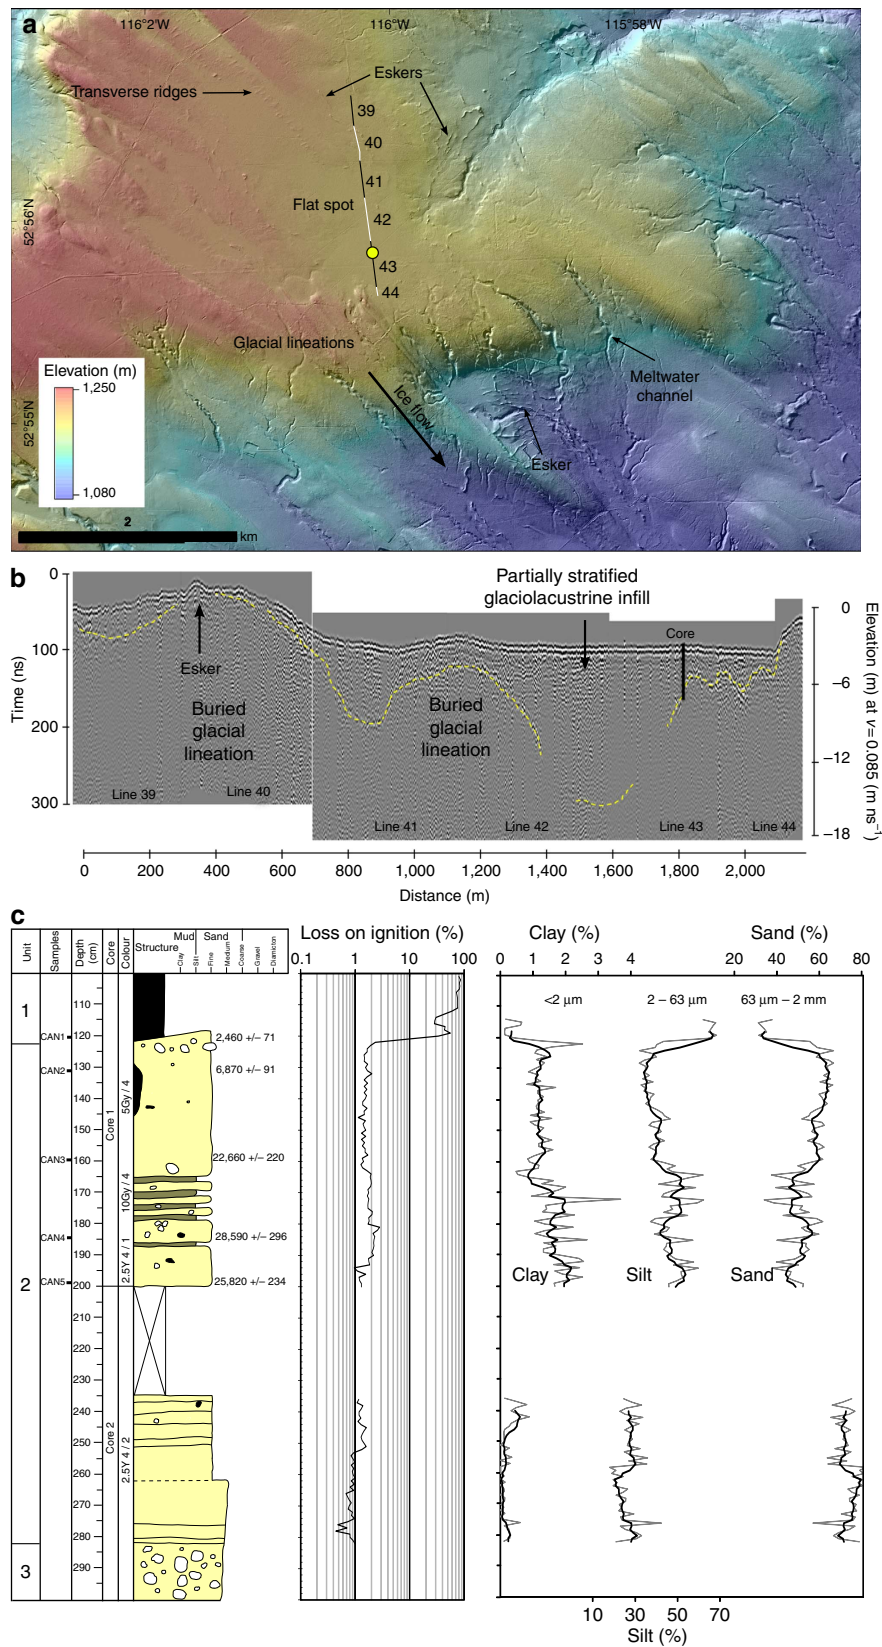 a
116°2'W
116°W
115°58'W
Transverse ridges
Eskers
39
40
41
42
43
44
Flat spot
52°56'N
52°55'N
Glacial lineations
Ice flow
Meltwater
channel
Esker
Elevation (m)
1,250
1,080
2
km
b
Partially stratified
glaciolacustrine infill
Core
Esker
Buried
glacial
lineation
Buried
glacial
lineation
Line 39
Line 40
Line 41
Line 42
Line 43
Line 44
Time (ns)
0
100
200
300
0
−6
−12
−18
Elevation (m) at v = 0.085 (m ns−1)
0 200 400 600 800 1,000 1,200 1,400 1,600 1,800 2,000
Distance (m)
c
Unit
Samples
Depth
(cm)
Core
Colour
Structure
Mud
Sand
Clay
Silt
Fine
Medium
Coarse
Gravel
Diamicton
Loss on ignition (%)
0.1 1 10 100
Clay (%)
0 1 2 3 4
Sand (%)
20 40 60 80
<2 µm
2 – 63 µm
63 µm – 2 mm
1
2
3
CAN1
CAN2
CAN3
CAN4
CAN5
110
120
130
140
150
160
170
180
190
200
210
220
230
240
250
260
270
280
290
Core 1
Core 2
5Gy / 4
10Gy / 4
2.5Y 4 / 1
2.5Y 4 / 2
2,460 +/− 71
6,870 +/− 91
22,660 +/− 220
28,590 +/− 296
25,820 +/− 234
Clay
Silt
Sand
10 30 50 70
Silt (%)